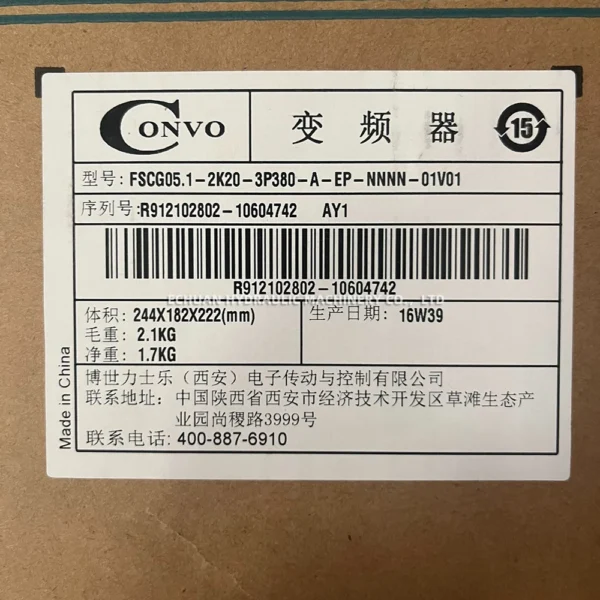 CONVO 变频器 15
型号: FSCG05.1-2K20-3P380-A-EP-NNNN-01V01
序列号: R912102802-10604742 AY1
R912102802-10604742
ECHUAN HYDRAULIC MACHINERY CO., LTD
体积: 244X182X222(mm) 生产日期: 16W39
毛重: 2.1KG
净重: 1.7KG
博世力士乐（西安）电子传动与控制有限公司
联系地址: 中国陕西省西安市经济技术开发区草滩生态产
业园尚稷路3999号
联系电话: 400-887-6910
Made in China